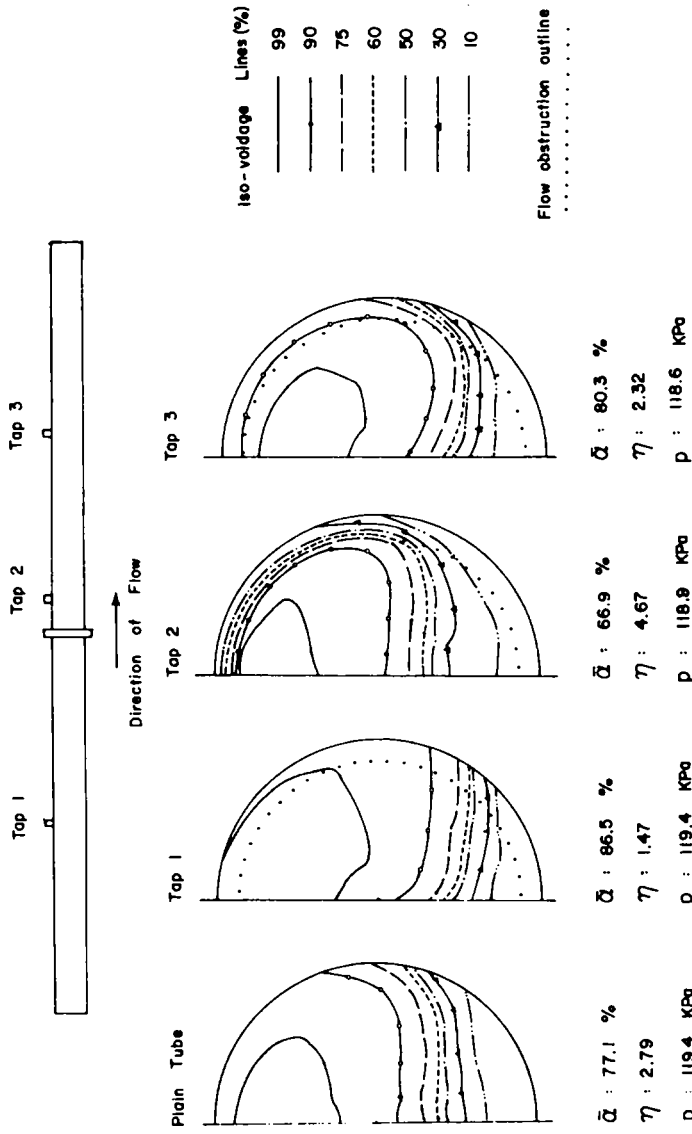 Tap 1
Tap 2
Tap 3
Direction of Flow
Iso-voidage Lines (%)
99
90
75
60
50
30
10
Flow obstruction outline
Plain Tube
Tap 1
Tap 2
Tap 3
ᾱ : 77.1 %
η : 2.79
p : 119.4 KPa
ᾱ : 86.5 %
η : 1.47
p : 119.4 KPa
ᾱ : 66.9 %
η : 4.67
p : 118.9 KPa
ᾱ : 80.3 %
η : 2.32
p : 118.6 KPa